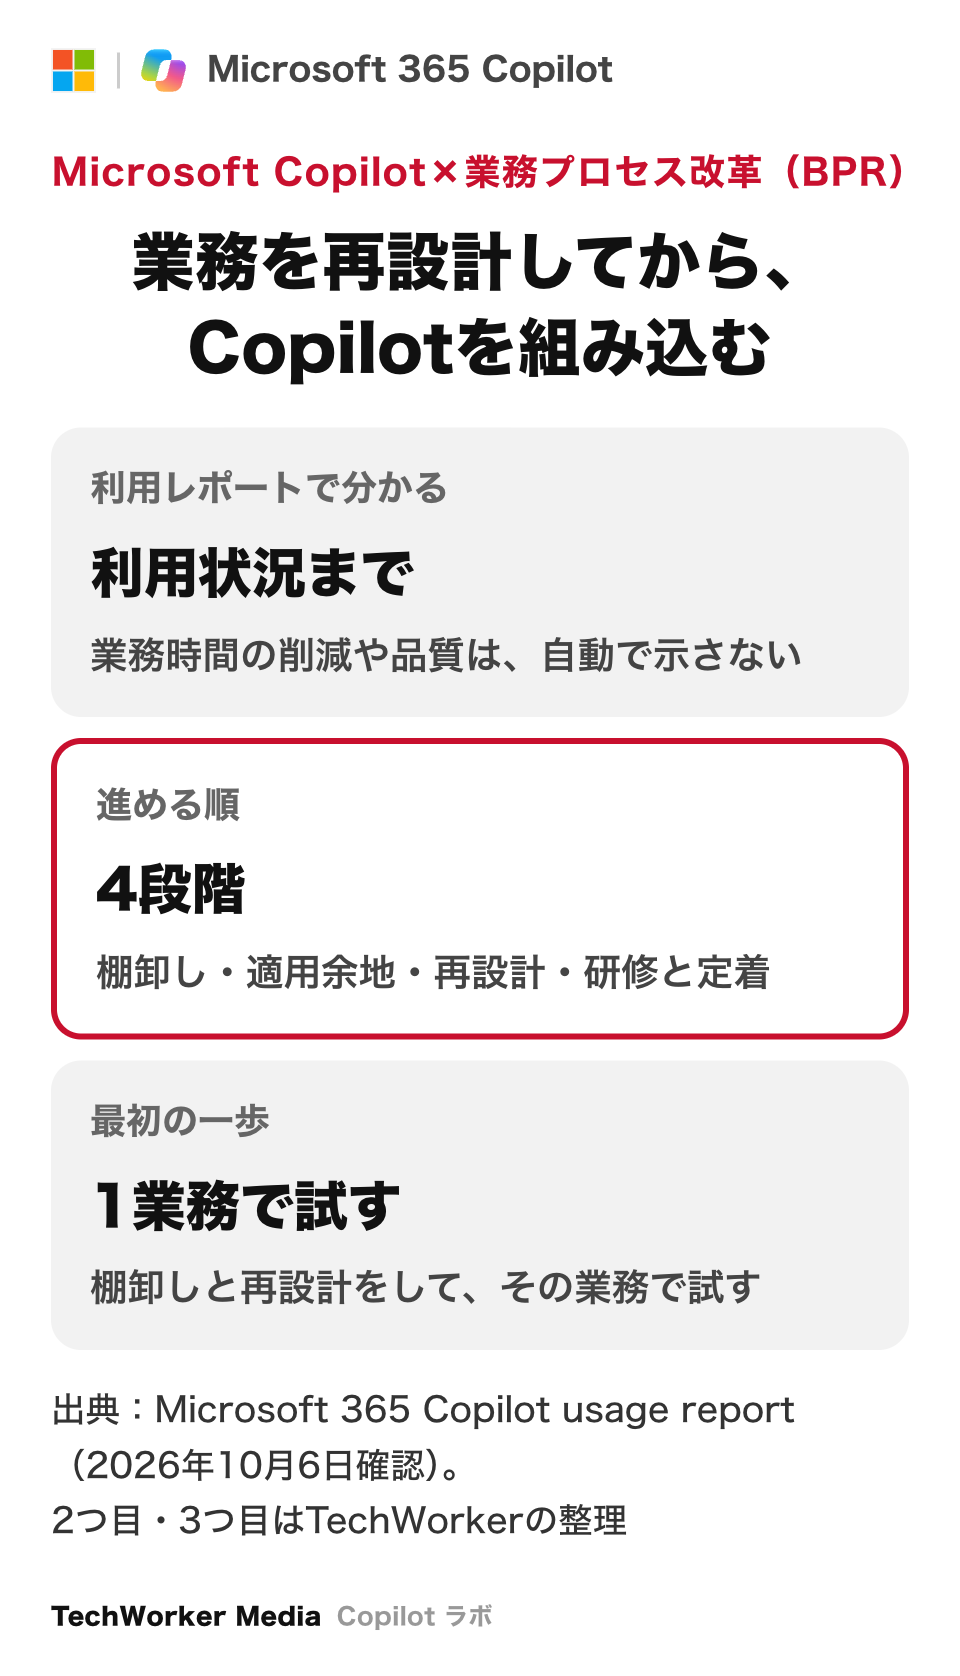 Microsoft 365 Copilot
Microsoft Copilot×業務プロセス改革（BPR）
業務を再設計してから、
Copilotを組み込む
利用レポートで分かる
利用状況まで
業務時間の削減や品質は、自動で示さない
進める順
4段階
棚卸し・適用余地・再設計・研修と定着
最初の一歩
1業務で試す
棚卸しと再設計をして、その業務で試す
出典：Microsoft 365 Copilot usage report
（2026年10月6日確認）。
2つ目・3つ目はTechWorkerの整理
TechWorker Media Copilot ラボ